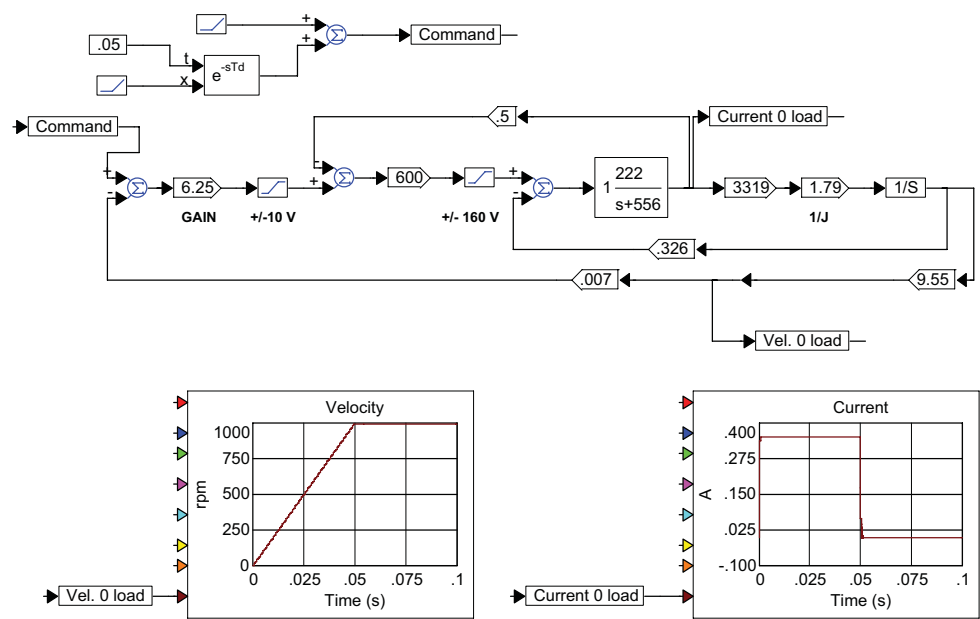 +
.05
t
+
Σ
Command
x
e-sTd
Command
.5
Current 0 load
+
-
Σ
6.25
-
+
Σ
600
+
-
Σ
1
222
s+556
3319
1.79
1/S
GAIN
+/-10 V
+/- 160 V
1/J
.326
.007
9.55
Vel. 0 load
Velocity
1000
750
500
250
0
rpm
0
.025
.05
.075
.1
Time (s)
Vel. 0 load
Current
.400
.275
.150
.025
-.100
A
0
.025
.05
.075
.1
Time (s)
Current 0 load